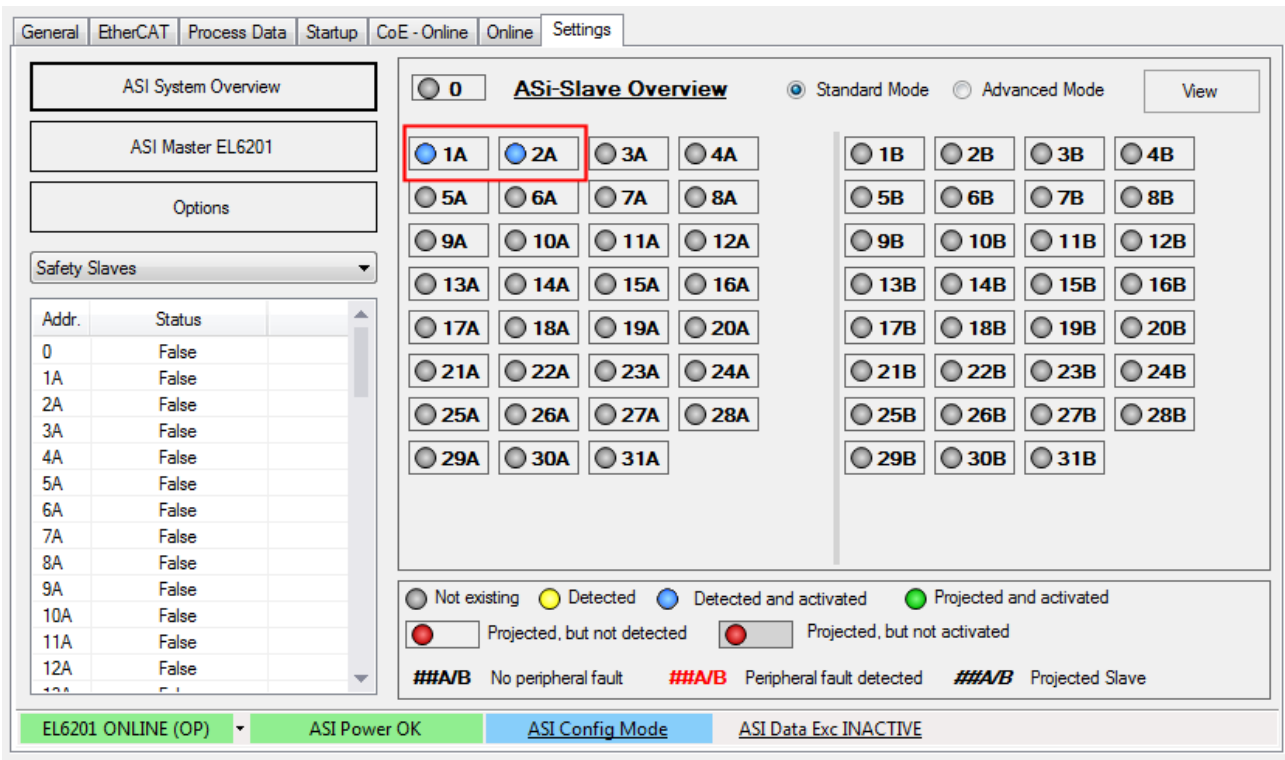 General EtherCAT Process Data Startup CoE - Online Online Settings
ASI System Overview
ASI Master EL6201
Options
Safety Slaves
Addr. Status
0 False
1A False
2A False
3A False
4A False
5A False
6A False
7A False
8A False
9A False
10A False
11A False
12A False
0 ASi-Slave Overview Standard Mode Advanced Mode View
1A 2A 3A 4A 1B 2B 3B 4B
5A 6A 7A 8A 5B 6B 7B 8B
9A 10A 11A 12A 9B 10B 11B 12B
13A 14A 15A 16A 13B 14B 15B 16B
17A 18A 19A 20A 17B 18B 19B 20B
21A 22A 23A 24A 21B 22B 23B 24B
25A 26A 27A 28A 25B 26B 27B 28B
29A 30A 31A 29B 30B 31B
Not existing Detected Detected and activated Projected and activated
Projected, but not detected Projected, but not activated
##A/B No peripheral fault ##A/B Peripheral fault detected ##A/B Projected Slave
EL6201 ONLINE (OP) ASI Power OK ASI Config Mode ASI Data Exc INACTIVE